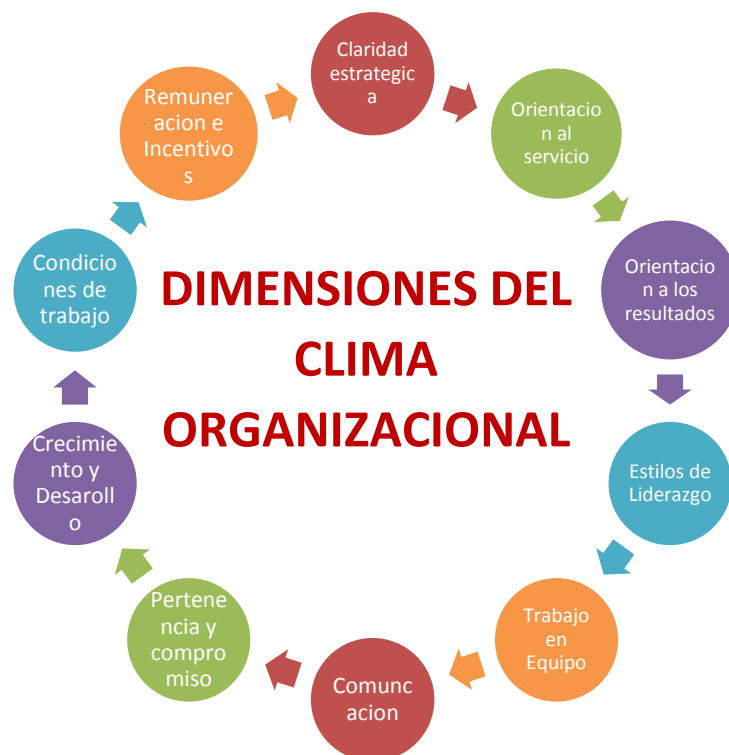 Claridad
estrategic
a
Orientacio
n al
servicio
Orientacio
n a los
resultados
Estilos de
Liderazgo
Trabajo
en
Equipo
Comunc
acion
Pertene
ncia y
compro
miso
Crecimie
nto y
Desaroll
o
Condicio
nes de
trabajo
Remuner
acion e
Incentivo
s
DIMENSIONES DEL
CLIMA
ORGANIZACIONAL